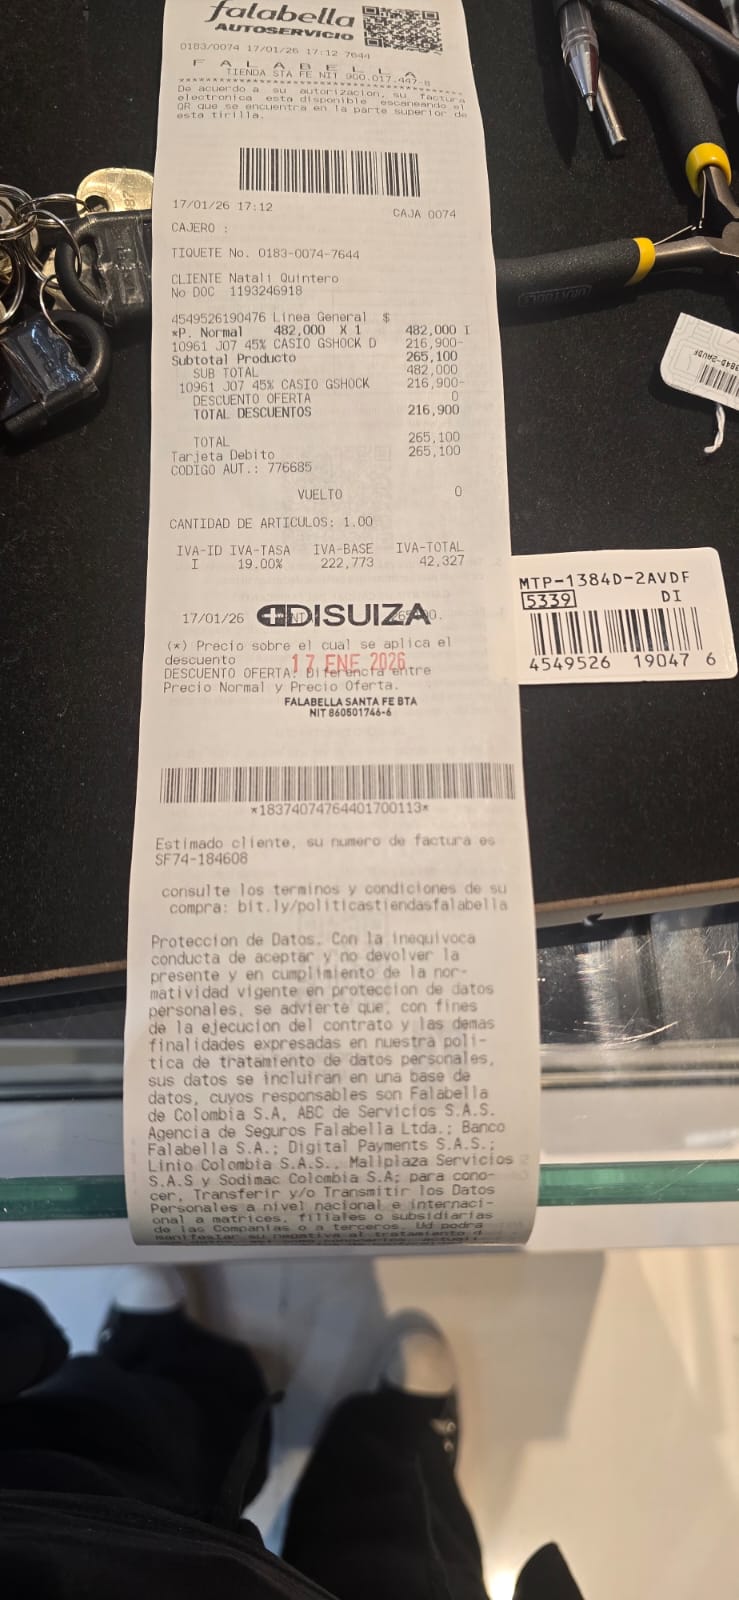 falabella
AUTOSERVICIO
0183/0074 17/01/26 17:12 7644
F A L A B E L L A
TIENDA STA FE NIT 900.017.447-8
De acuerdo a su autorizacion, su factura
electronica esta disponible escaneando el
QR que se encuentra en la parte superior de
esta tirilla.
17/01/26 17:12 CAJA 0074
CAJERO :
TIQUETE No. 0183-0074-7644
CLIENTE Natali Quintero
No DOC 1193246918
4549526190476 Linea General $
*P. Normal 482,000 X 1 482,000 I
10961 J07 45% CASIO GSHOCK D 216,900-
Subtotal Producto 265,100
SUB TOTAL 482,000
10961 J07 45% CASIO GSHOCK 216,900-
DESCUENTO OFERTA 0
TOTAL DESCUENTOS 216,900
TOTAL 265,100
Tarjeta Debito 265,100
CODIGO AUT.: 776685
VUELTO 0
CANTIDAD DE ARTICULOS: 1.00
IVA-ID IVA-TASA IVA-BASE IVA-TOTAL
I 19.00% 222,773 42,327
17/01/26 DISUIZA
(*) Precio sobre el cual se aplica el
descuento 17 ENE 2026
DESCUENTO OFERTA: Diferencia entre
Precio Normal y Precio Oferta.
FALABELLA SANTA FE BTA
NIT 860501746-6
*18374074764401700113*
Estimado cliente, su numero de factura es
SF74-184608
consulte los terminos y condiciones de su
compra: bit.ly/politicastiendasfalabella
Proteccion de Datos. Con la inequivoca
conducta de aceptar y no devolver la
presente y en cumplimiento de la nor-
matividad vigente en proteccion de datos
personales, se advierte que, con fines
de la ejecucion del contrato y las demas
finalidades expresadas en nuestra poli-
tica de tratamiento de datos personales,
sus datos se incluiran en una base de
datos, cuyos responsables son Falabella
de Colombia S.A, ABC de Servicios S.A.S.
Agencia de Seguros Falabella Ltda.; Banco
Falabella S.A.; Digital Payments S.A.S.;
Linio Colombia S.A.S., Mallplaza Servicios
S.A.S y Sodimac Colombia S.A; para cono-
cer, Transferir y/o Transmitir los Datos
Personales a nivel nacional e internaci-
onal a matrices, filiales o subsidiarias
de las Companias o a terceros. Ud podra
manifestar su negativa al tratamiento d
MTP-1384D-2AVDF
5339 DI
4549526 19047 6